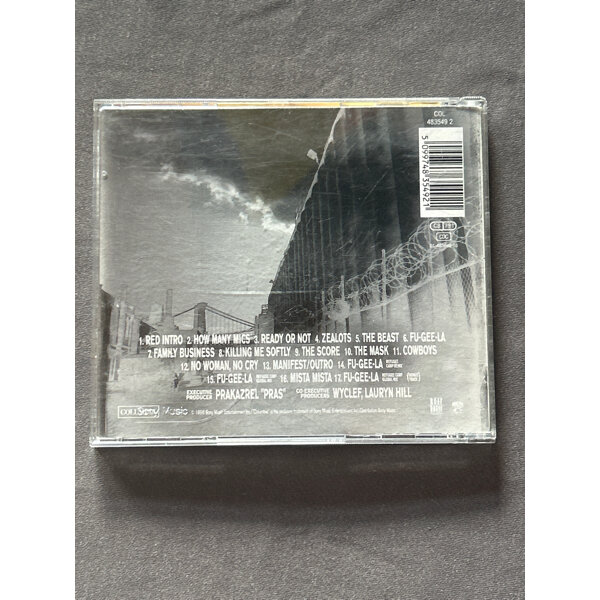 COL
483549 2
5 099748 354921
1. RED INTRO 2. HOW MANY MICS 3. READY OR NOT 4. ZEALOTS 5. THE BEAST 6. FU-GEE-LA
7. FAMILY BUSINESS 8. KILLING ME SOFTLY 9. THE SCORE 10. THE MASK 11. COWBOYS
12. NO WOMAN, NO CRY 13. MANIFEST/OUTRO 14. FU-GEE-LA
15. FU-GEE-LA 16. MISTA MISTA 17. FU-GEE-LA
EXECUTIVE PRODUCER PRAKAZREL "PRAS" CO-EXECUTIVE PRODUCERS WYCLEF, LAURYN HILL
Sony Music